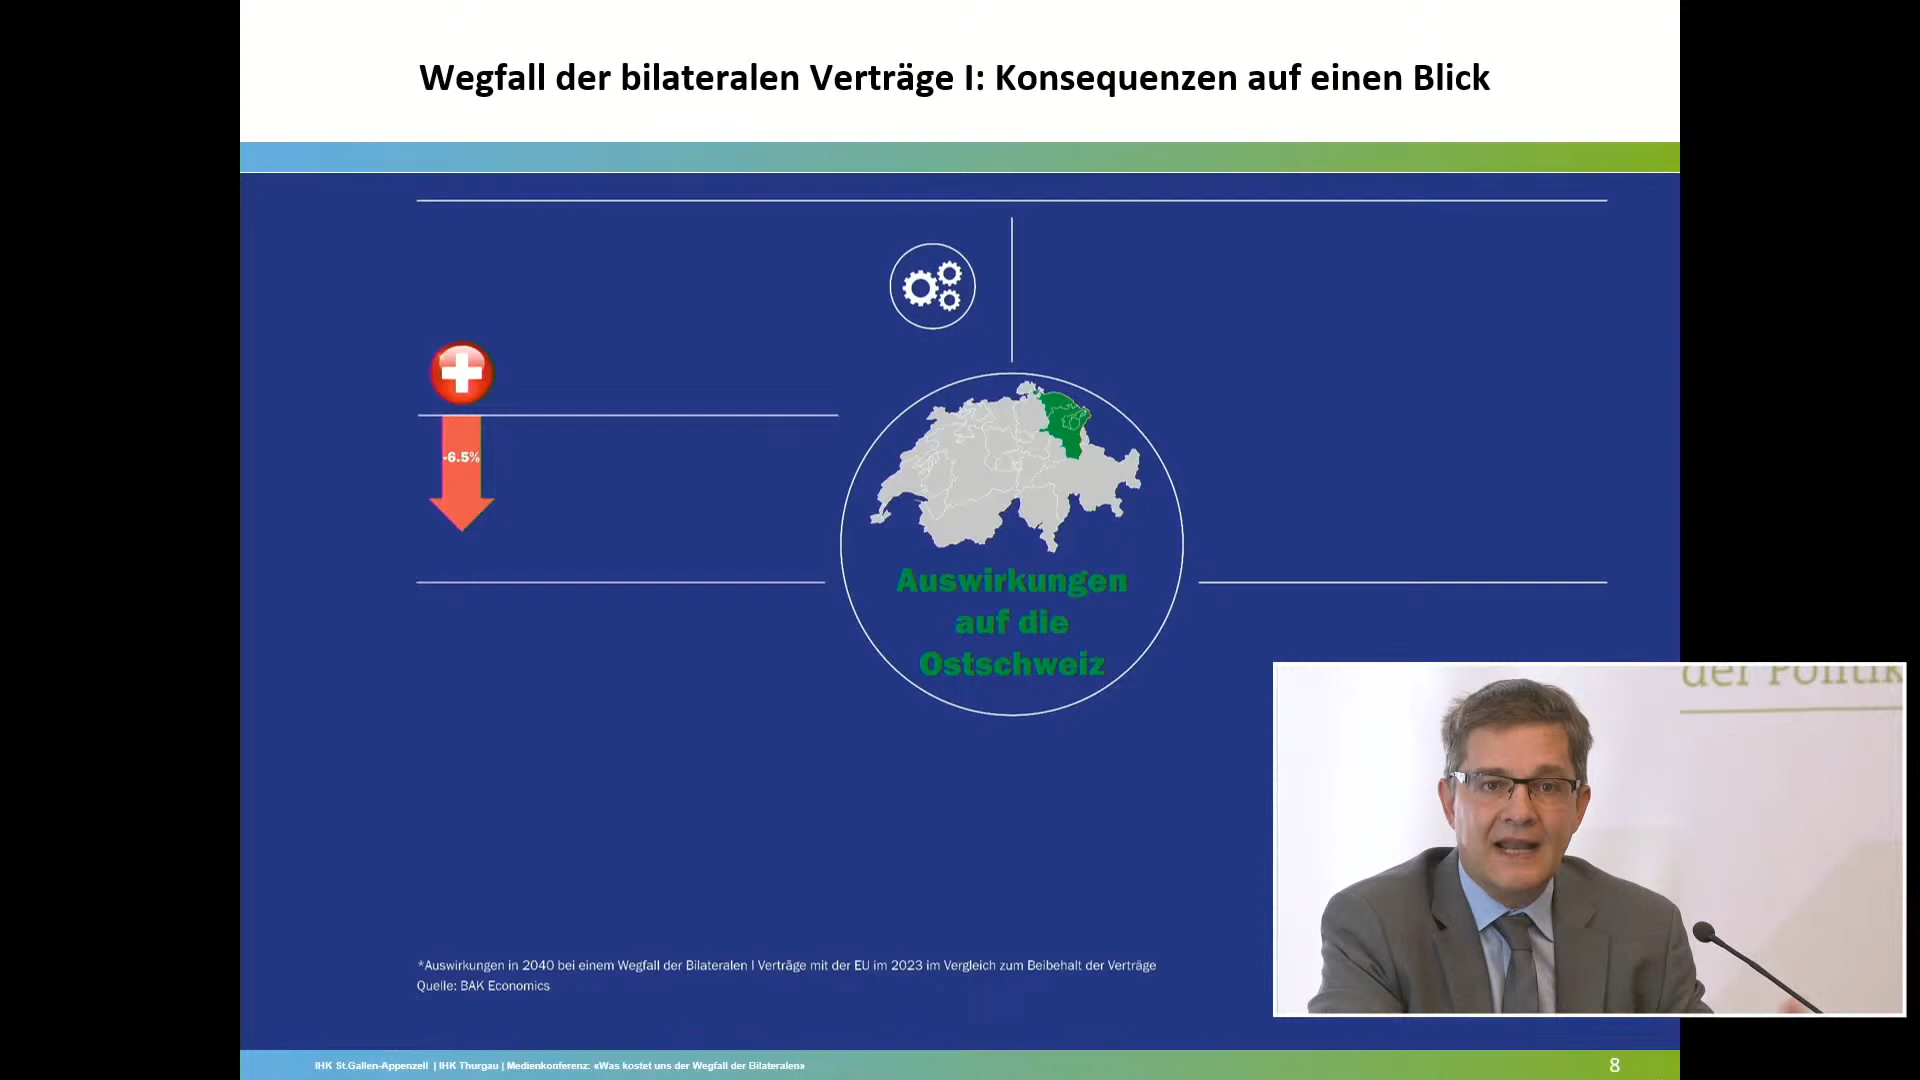 Wegfall der bilateralen Verträge I: Konsequenzen auf einen Blick
-6.5%
Auswirkungen
auf die
Ostschweiz
der Politik
*Auswirkungen in 2040 bei einem Wegfall der Bilateralen I Verträge mit der EU im 2023 im Vergleich zum Beibehalt der Verträge
Quelle: BAK Economics
IHK St.Gallen-Appenzell | IHK Thurgau | Medienkonferenz: «Was kostet uns der Wegfall der Bilateralen»
8